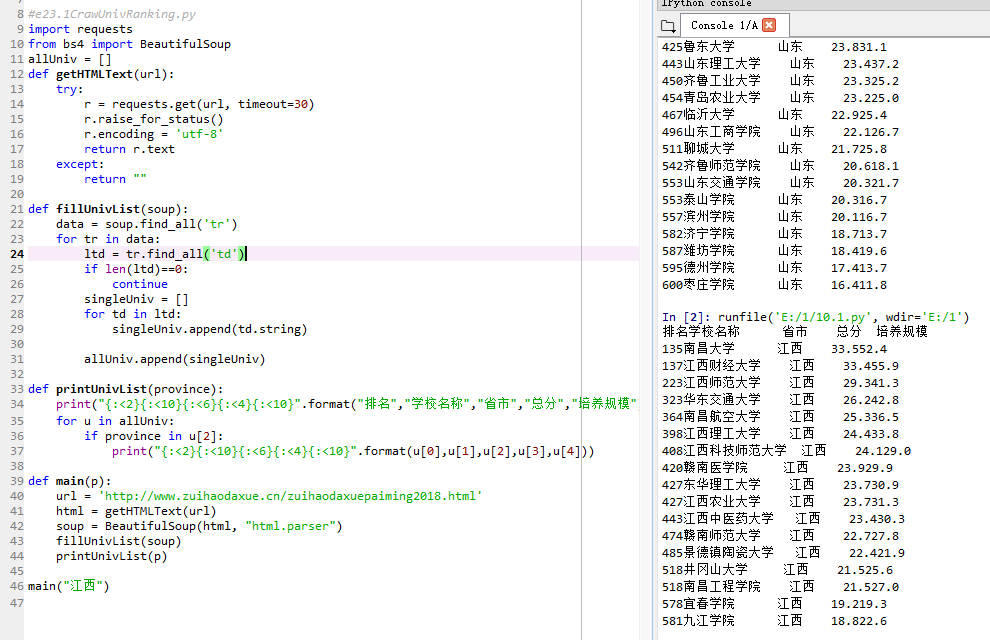 8 #e23.1CrawUnivRanking.py
9 import requests
10 from bs4 import BeautifulSoup
11 allUniv = []
12 def getHTMLText(url):
13 try:
14 r = requests.get(url, timeout=30)
15 r.raise_for_status()
16 r.encoding = 'utf-8'
17 return r.text
18 except:
19 return ""
20
21 def fillUnivList(soup):
22 data = soup.find_all('tr')
23 for tr in data:
24 ltd = tr.find_all('td')
25 if len(ltd)==0:
26 continue
27 singleUniv = []
28 for td in ltd:
29 singleUniv.append(td.string)
30
31 allUniv.append(singleUniv)
32
33 def printUnivList(province):
34 print("{:<2}{:<10}{:<6}{:<4}{:<10}".format("排名","学校名称","省市","总分","培养规模"
35 for u in allUniv:
36 if province in u[2]:
37 print("{:<2}{:<10}{:<6}{:<4}{:<10}".format(u[0],u[1],u[2],u[3],u[4]))
38
39 def main(p):
40 url = 'http://www.zuihaodaxue.cn/zuihaodaxuepaiming2018.html'
41 html = getHTMLText(url)
42 soup = BeautifulSoup(html, "html.parser")
43 fillUnivList(soup)
44 printUnivList(p)
45
46 main("江西")
47
IPython console
Console 1/A
425鲁东大学 山东 23.831.1
443山东理工大学 山东 23.437.2
450齐鲁工业大学 山东 23.325.2
454青岛农业大学 山东 23.225.0
467临沂大学 山东 22.925.4
496山东工商学院 山东 22.126.7
511聊城大学 山东 21.725.8
542齐鲁师范学院 山东 20.618.1
553山东交通学院 山东 20.321.7
553泰山学院 山东 20.316.7
557滨州学院 山东 20.116.7
582济宁学院 山东 18.713.7
587潍坊学院 山东 18.419.6
595德州学院 山东 17.413.7
600枣庄学院 山东 16.411.8
In [2]: runfile('E:/1/10.1.py', wdir='E:/1')
排名学校名称 省市 总分 培养规模
135南昌大学 江西 33.552.4
137江西财经大学 江西 33.455.9
223江西师范大学 江西 29.341.3
323华东交通大学 江西 26.242.8
364南昌航空大学 江西 25.336.5
398江西理工大学 江西 24.433.8
408江西科技师范大学 江西 24.129.0
420赣南医学院 江西 23.929.9
427东华理工大学 江西 23.730.9
427江西农业大学 江西 23.731.3
443江西中医药大学 江西 23.430.3
474赣南师范大学 江西 22.727.8
485景德镇陶瓷大学 江西 22.421.9
518井冈山大学 江西 21.525.6
518南昌工程学院 江西 21.527.0
578宜春学院 江西 19.219.3
581九江学院 江西 18.822.6